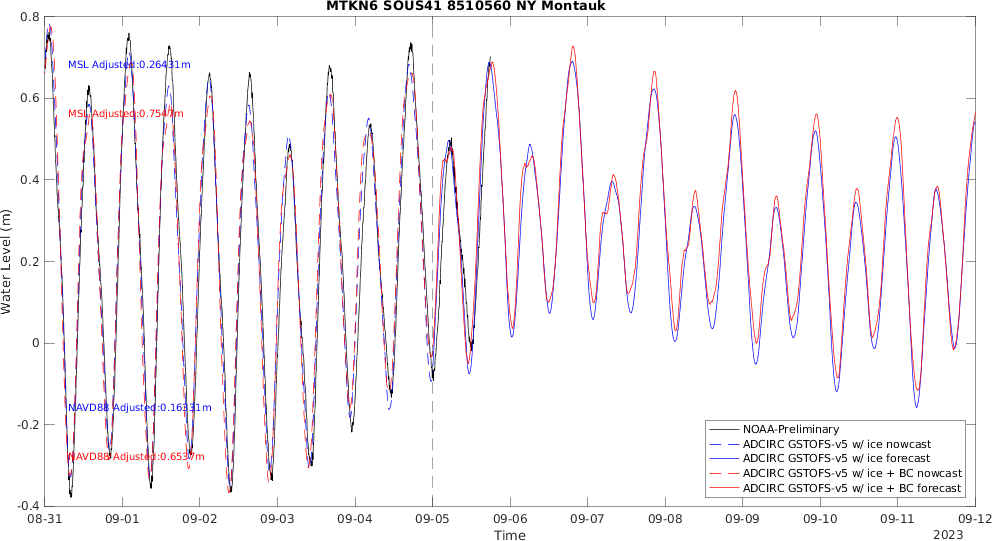 MTKN6 SOUS41 8510560 NY Montauk
0.8
0.6
0.4
0.2
0
-0.2
-0.4
Water Level (m)
MSL Adjusted:0.26431m
MSL Adjusted:0.7547m
NAVD88 Adjusted:0.16331m
NAVD88 Adjusted:0.6537m
NOAA-Preliminary
ADCIRC GSTOFS-v5 w/ ice nowcast
ADCIRC GSTOFS-v5 w/ ice forecast
ADCIRC GSTOFS-v5 w/ ice + BC nowcast
ADCIRC GSTOFS-v5 w/ ice + BC forecast
08-31 09-01 09-02 09-03 09-04 09-05 09-06 09-07 09-08 09-09 09-10 09-11 09-12
Time
2023